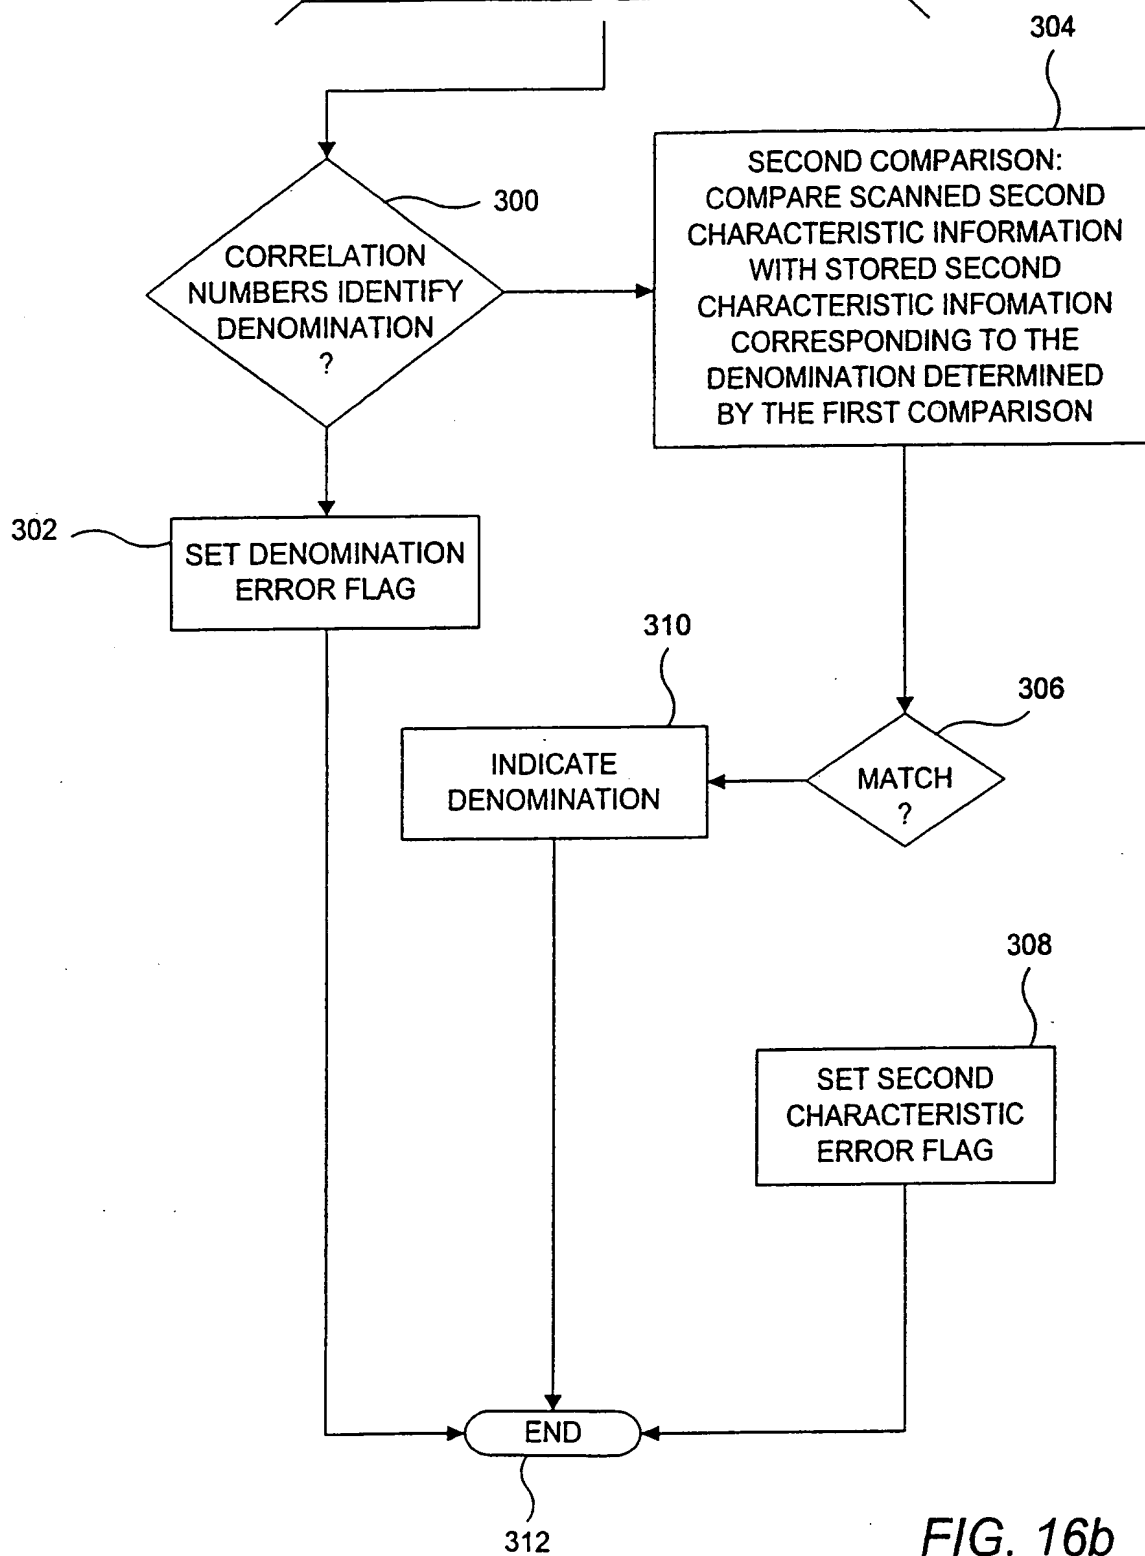 304
300
CORRELATION
NUMBERS IDENTIFY
DENOMINATION
?
SECOND COMPARISON:
COMPARE SCANNED SECOND
CHARACTERISTIC INFORMATION
WITH STORED SECOND
CHARACTERISTIC INFOMATION
CORRESPONDING TO THE
DENOMINATION DETERMINED
BY THE FIRST COMPARISON
302
SET DENOMINATION
ERROR FLAG
310
306
INDICATE
DENOMINATION
MATCH
?
308
SET SECOND
CHARACTERISTIC
ERROR FLAG
END
312
FIG. 16b